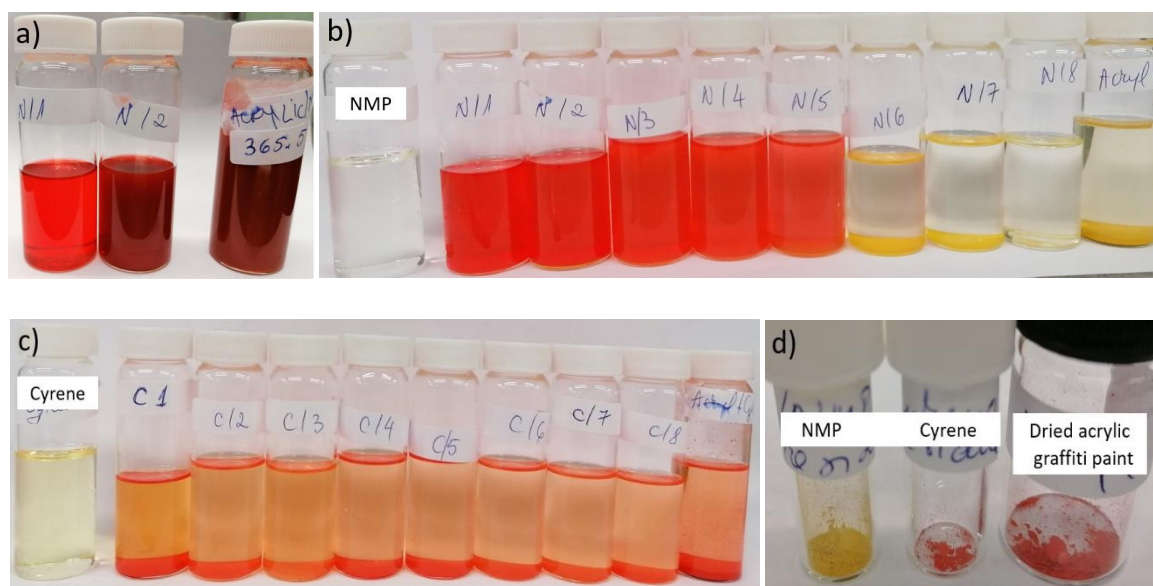 a)
N/1
N/2
Acrylic/
365.5
b)
NMP
N/1
N/2
N/3
N/4
N/5
N/6
N/7
N/8
Acryl
c)
Cyrene
C1
C/2
C/3
C/4
C/5
C/6
C/7
C/8
d)
NMP
Cyrene
Dried acrylic
graffiti paint